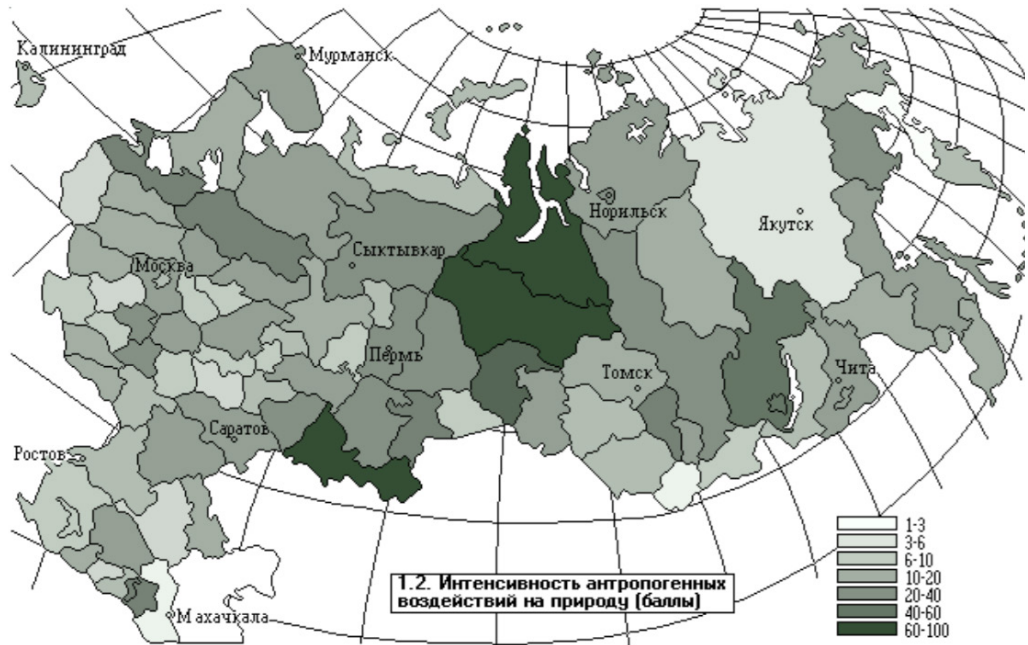 Калининград
Мурманск
Норильск
Якутск
Сыктывкар
Москва
Пермь
Томск
Чита
Саратов
Ростов
Махачкала
1.2. Интенсивность антропогенных
воздействий на природу (баллы)
1-3
3-6
6-10
10-20
20-40
40-60
60-100